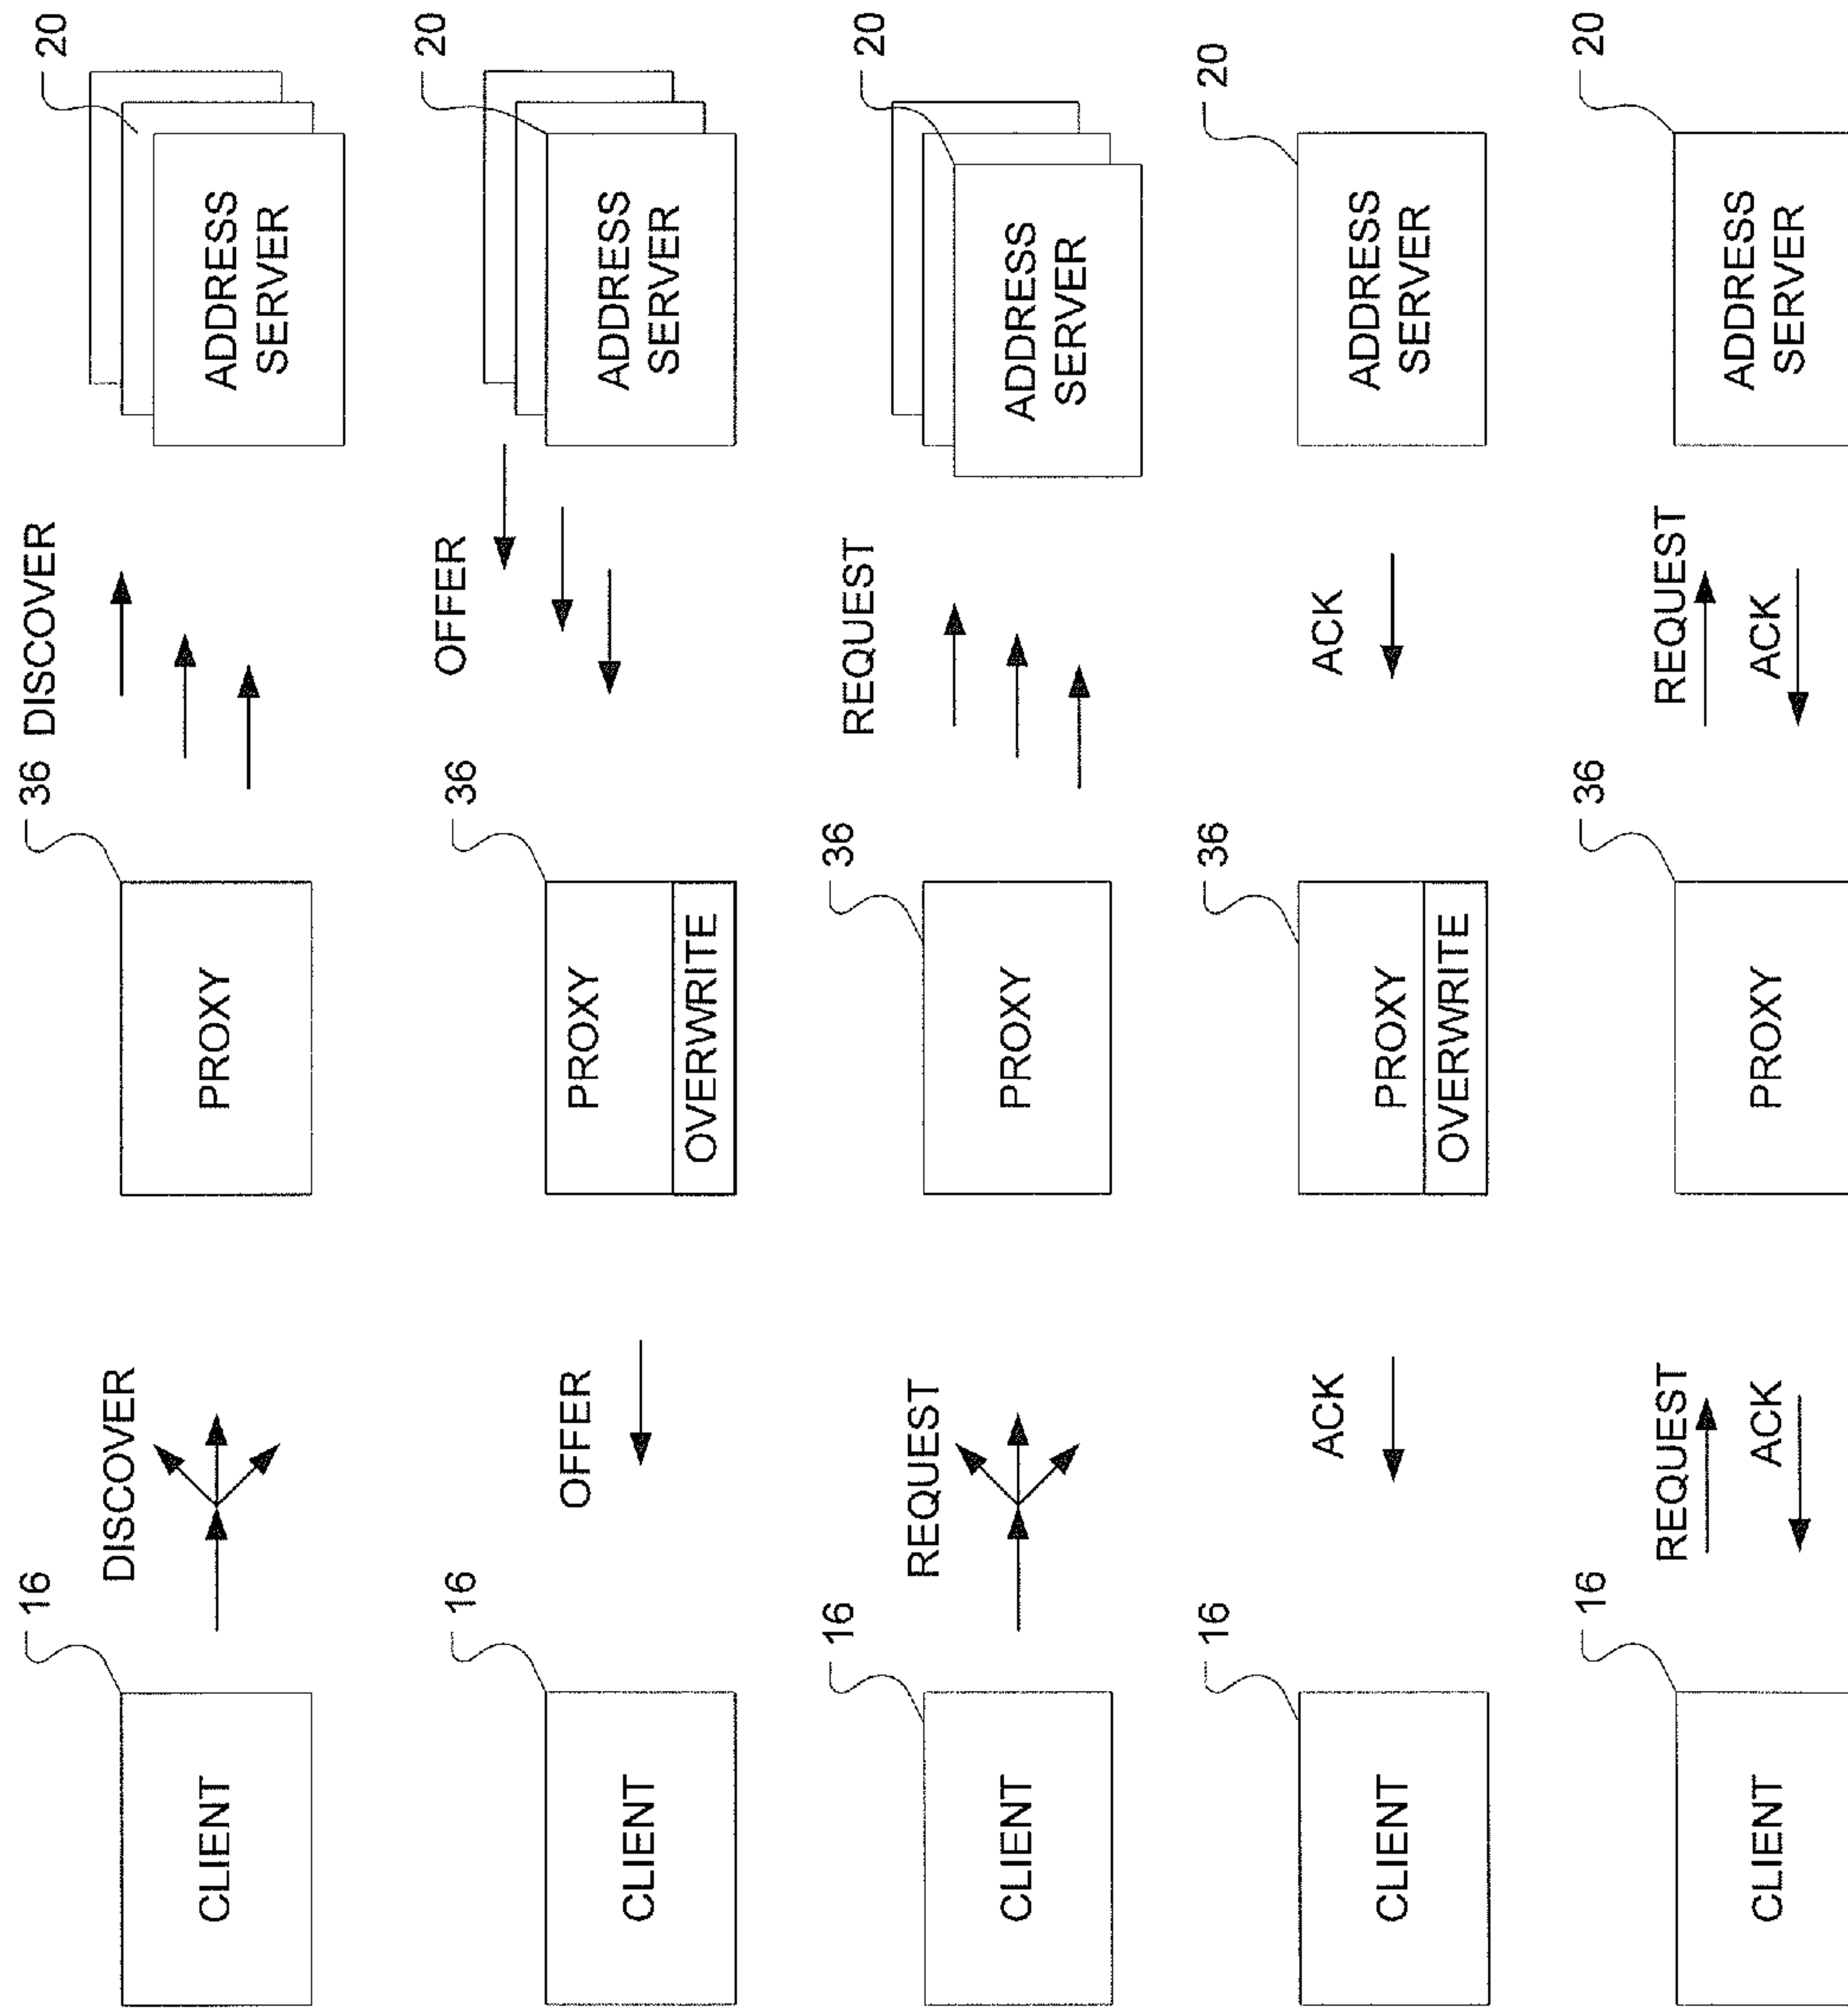 16
36
DISCOVER
20
DISCOVER
CLIENT
PROXY
ADDRESS
SERVER
16
36
OFFER
20
OFFER
CLIENT
PROXY
OVERWRITE
ADDRESS
SERVER
16
36
REQUEST
20
REQUEST
CLIENT
PROXY
ADDRESS
SERVER
16
36
20
ACK
ACK
CLIENT
PROXY
OVERWRITE
ADDRESS
SERVER
16
36
20
REQUEST
REQUEST
ACK
ACK
CLIENT
PROXY
ADDRESS
SERVER